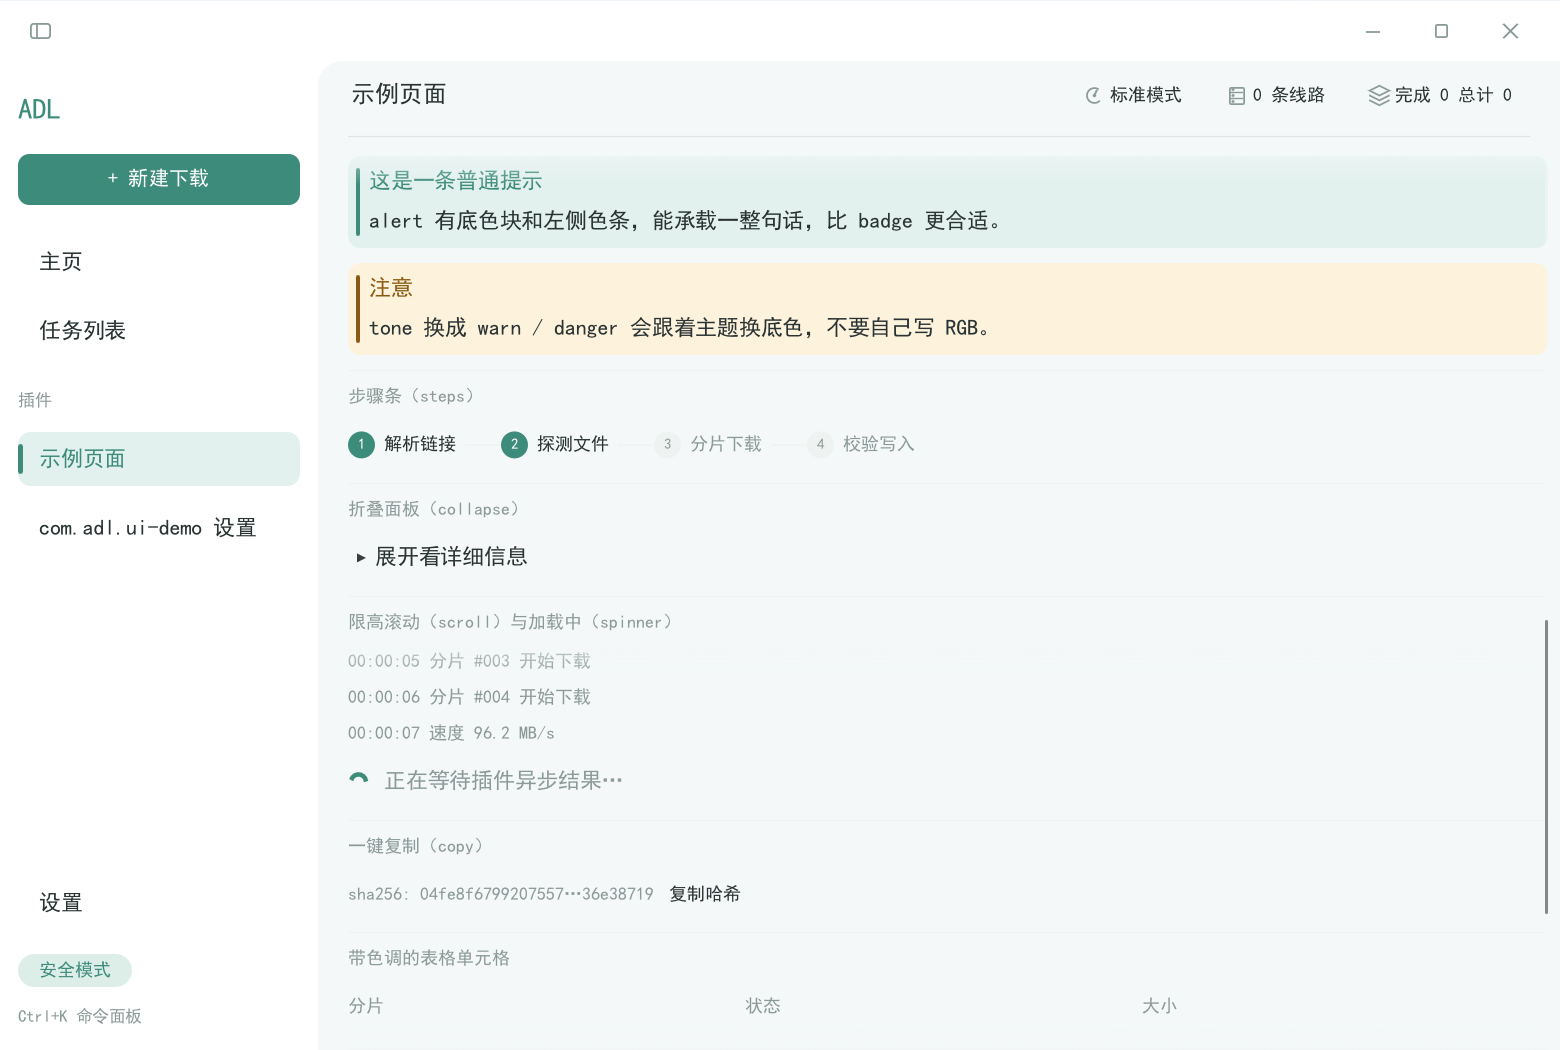 ADL
+ 新建下载
主页
任务列表
插件
示例页面
com.adl.ui-demo 设置
设置
安全模式
Ctrl+K 命令面板
示例页面
标准模式
0 条线路
完成 0 总计 0
这是一条普通提示
alert 有底色块和左侧色条，能承载一整句话，比 badge 更合适。
注意
tone 换成 warn / danger 会跟着主题换底色，不要自己写 RGB。
步骤条（steps）
1 解析链接 2 探测文件 3 分片下载 4 校验写入
折叠面板（collapse）
▸ 展开看详细信息
限高滚动（scroll）与加载中（spinner）
00:00:05 分片 #003 开始下载
00:00:06 分片 #004 开始下载
00:00:07 速度 96.2 MB/s
正在等待插件异步结果…
一键复制（copy）
sha256: 04fe8f6799207557…36e38719 复制哈希
带色调的表格单元格
分片 状态 大小